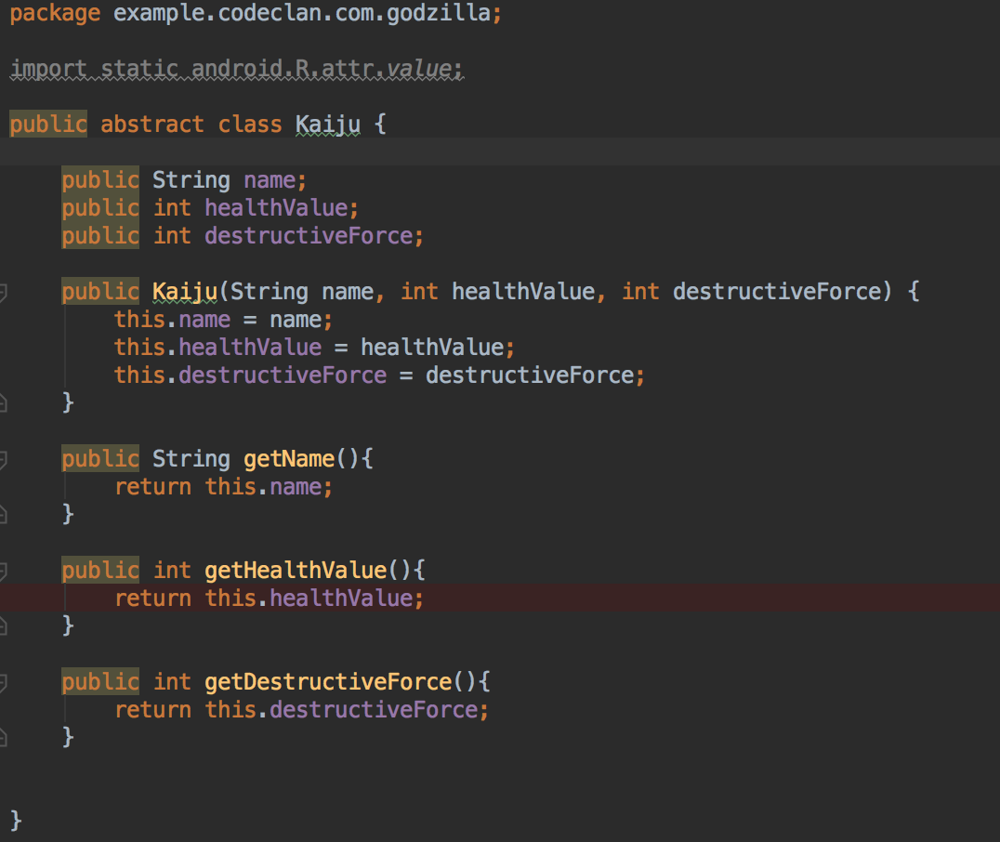 package example.codeclan.com.godzilla;
import static android.R.attr.value;
public abstract class Kaiju {
public String name;
public int healthValue;
public int destructiveForce;
public Kaiju(String name, int healthValue, int destructiveForce) {
this.name = name;
this.healthValue = healthValue;
this.destructiveForce = destructiveForce;
}
public String getName(){
return this.name;
}
public int getHealthValue(){
return this.healthValue;
}
public int getDestructiveForce(){
return this.destructiveForce;
}
}